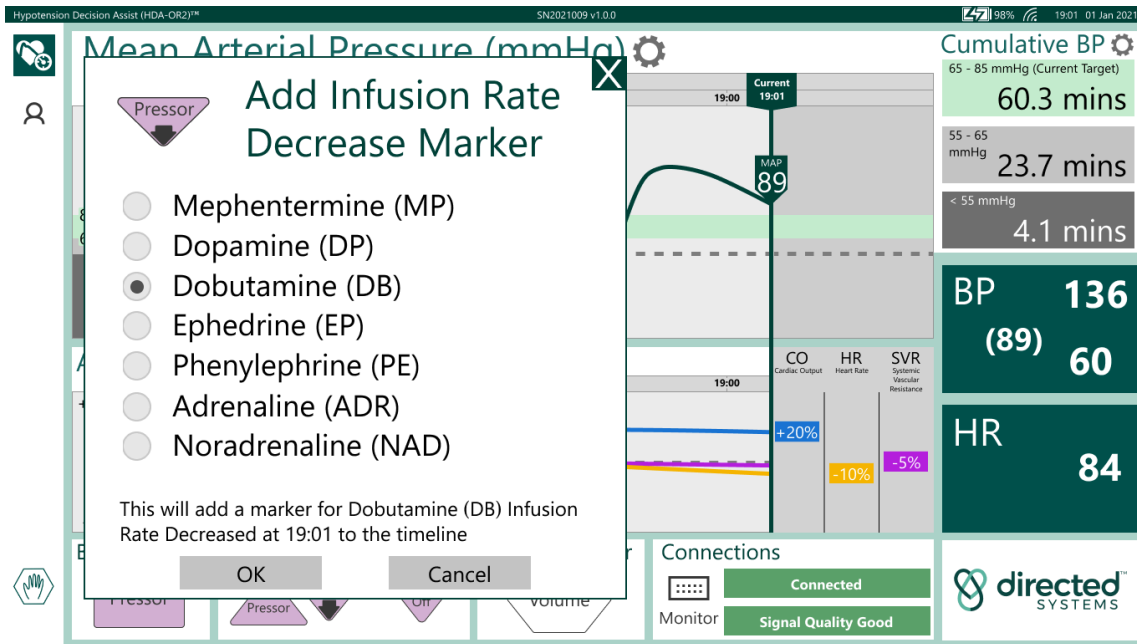 Hypotension Decision Assist (HDA-OR2)™
SN2021009 v1.0.0
98%
19:01 01 Jan 2021
Mean Arterial Pressure (mmHg)
Cumulative BP
65 - 85 mmHg (Current Target)
60.3 mins
55 - 65
mmHg
23.7 mins
< 55 mmHg
4.1 mins
X
Pressor
Add Infusion Rate
Decrease Marker
Mephentermine (MP)
Dopamine (DP)
Dobutamine (DB)
Ephedrine (EP)
Phenylephrine (PE)
Adrenaline (ADR)
Noradrenaline (NAD)
This will add a marker for Dobutamine (DB) Infusion
Rate Decreased at 19:01 to the timeline
OK
Cancel
19:00
Current
19:01
MAP
89
19:00
CO
Cardiac Output
HR
Heart Rate
SVR
Systemic
Vascular
Resistance
+20%
-10%
-5%
BP
136
(89)
60
HR
84
Pressor
Pressor
Off
Volume
Connections
Monitor
Connected
Signal Quality Good
directed™
SYSTEMS